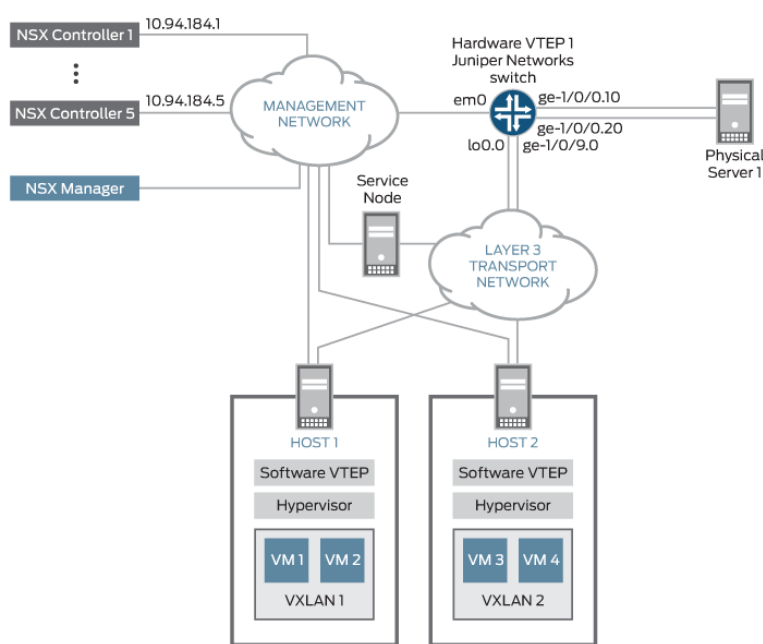 NSX Controller 1
10.94.184.1
NSX Controller 5
10.94.184.5
NSX Manager
MANAGEMENT
NETWORK
Hardware VTEP 1
Juniper Networks
switch
em0
ge-1/0/0.10
ge-1/0/0.20
lo0.0
ge-1/0/9.0
Physical
Server 1
Service
Node
LAYER 3
TRANSPORT
NETWORK
HOST 1
Software VTEP
Hypervisor
VM 1
VM 2
VXLAN 1
HOST 2
Software VTEP
Hypervisor
VM 3
VM 4
VXLAN 2